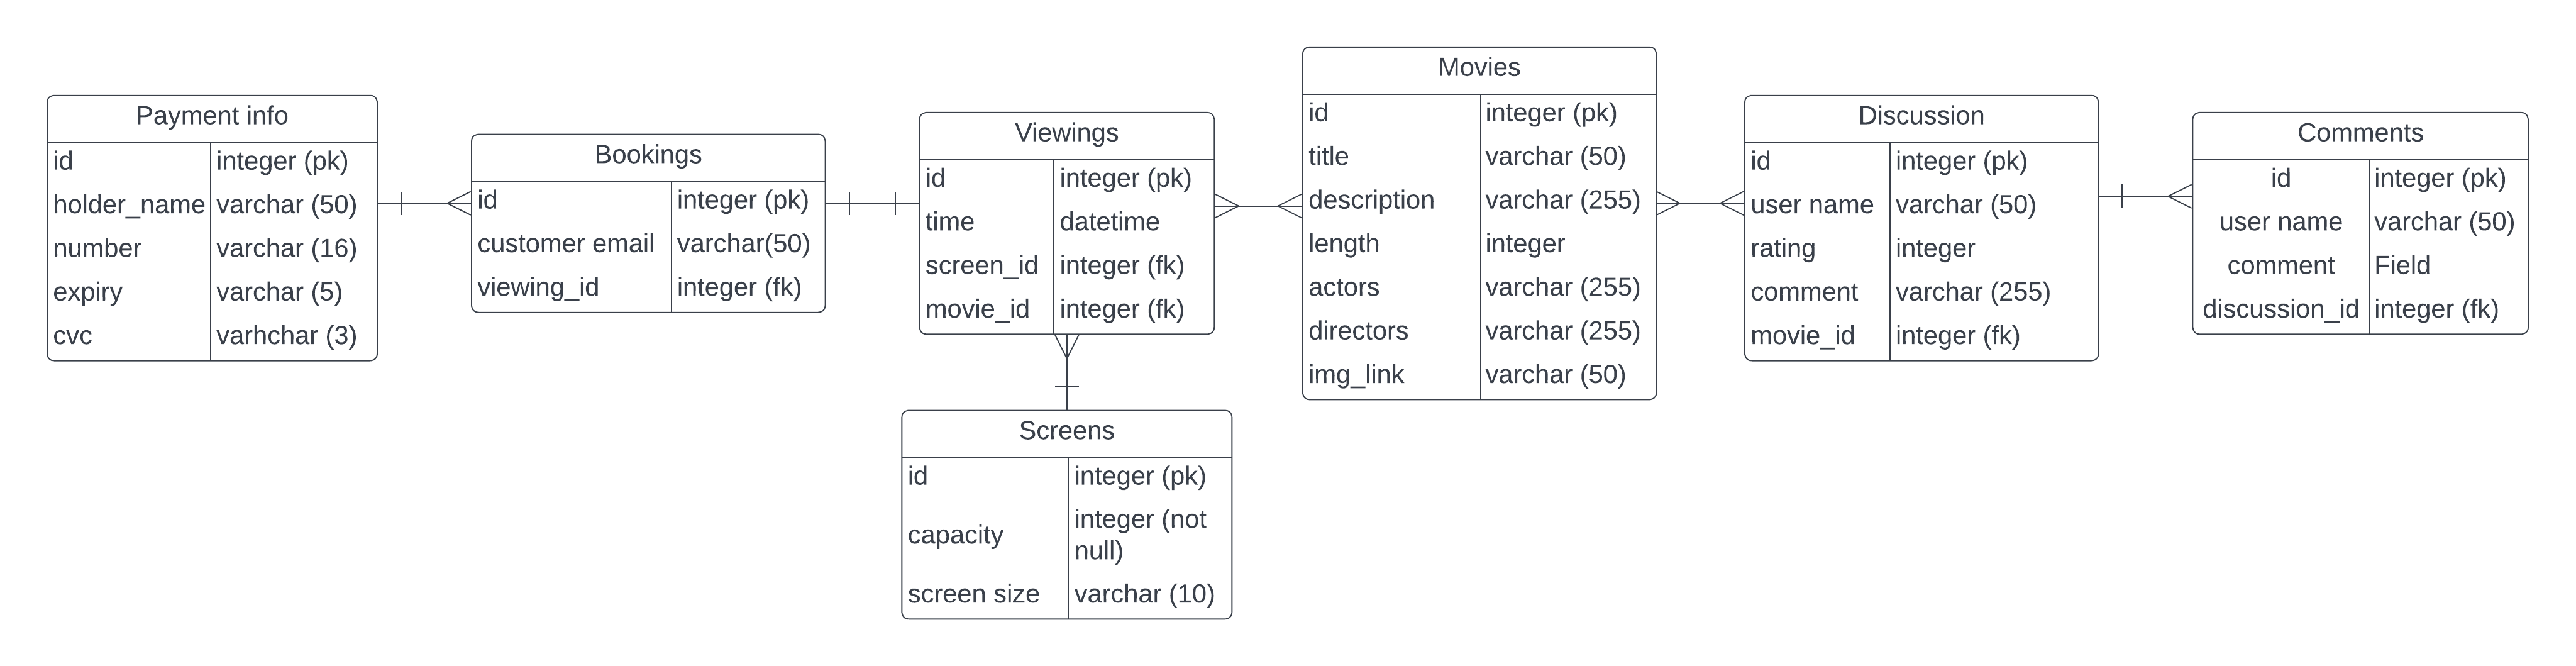 Payment info
id integer (pk)
holder_name varchar (50)
number varchar (16)
expiry varchar (5)
cvc varhchar (3)
Bookings
id integer (pk)
customer email varchar(50)
viewing_id integer (fk)
Viewings
id integer (pk)
time datetime
screen_id integer (fk)
movie_id integer (fk)
Screens
id integer (pk)
capacity integer (not
null)
screen size varchar (10)
Movies
id integer (pk)
title varchar (50)
description varchar (255)
length integer
actors varchar (255)
directors varchar (255)
img_link varchar (50)
Discussion
id integer (pk)
user name varchar (50)
rating integer
comment varchar (255)
movie_id integer (fk)
Comments
id integer (pk)
user name varchar (50)
comment Field
discussion_id integer (fk)